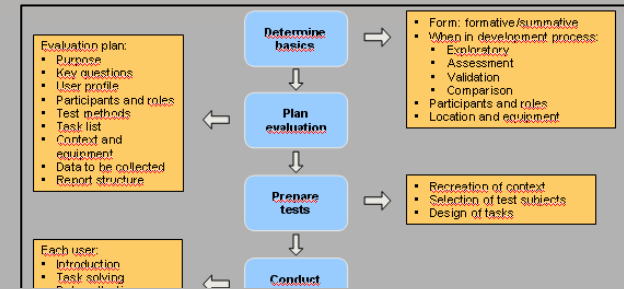 Determine
basics
Form: formative/summative
When in development process:
Exploratory
Assessment
Validation
Comparison
Participants and roles
Location and equipment
Evaluation plan:
Purpose
Key questions
User profile
Participants and roles
Test methods
Task list
Context and
equipment
Data to be collected
Report structure
Plan
evaluation
Prepare
tests
Recreation of context
Selection of test subjects
Design of tasks
Each user:
Introduction
Task solving
Conduct